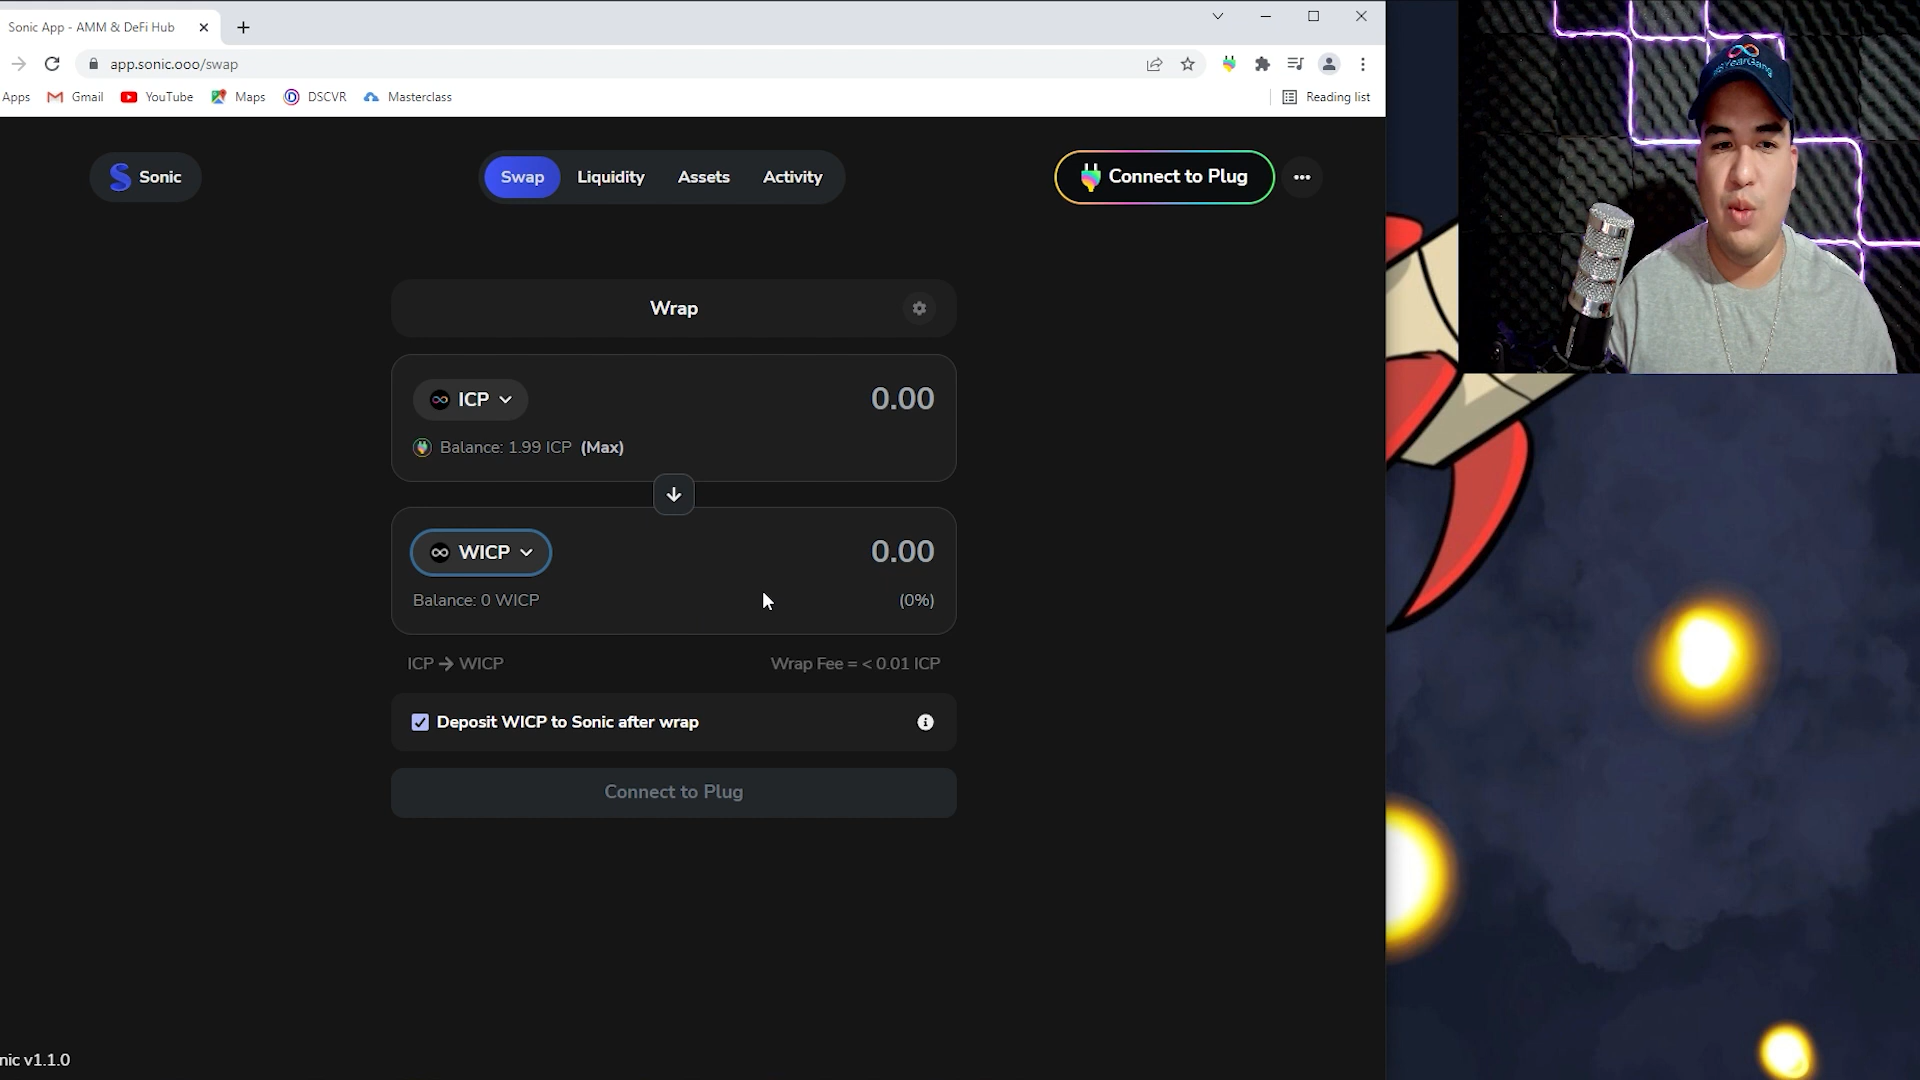 Sonic App - AMM & DeFi Hub
app.sonic.ooo/swap
Apps Gmail YouTube Maps DSCVR Masterclass Reading list
Sonic Swap Liquidity Assets Activity Connect to Plug
Wrap
ICP 0.00
Balance: 1.99 ICP (Max)
WICP 0.00
Balance: 0 WICP (0%)
ICP → WICP Wrap Fee = < 0.01 ICP
Deposit WICP to Sonic after wrap
Connect to Plug
nic v1.1.0